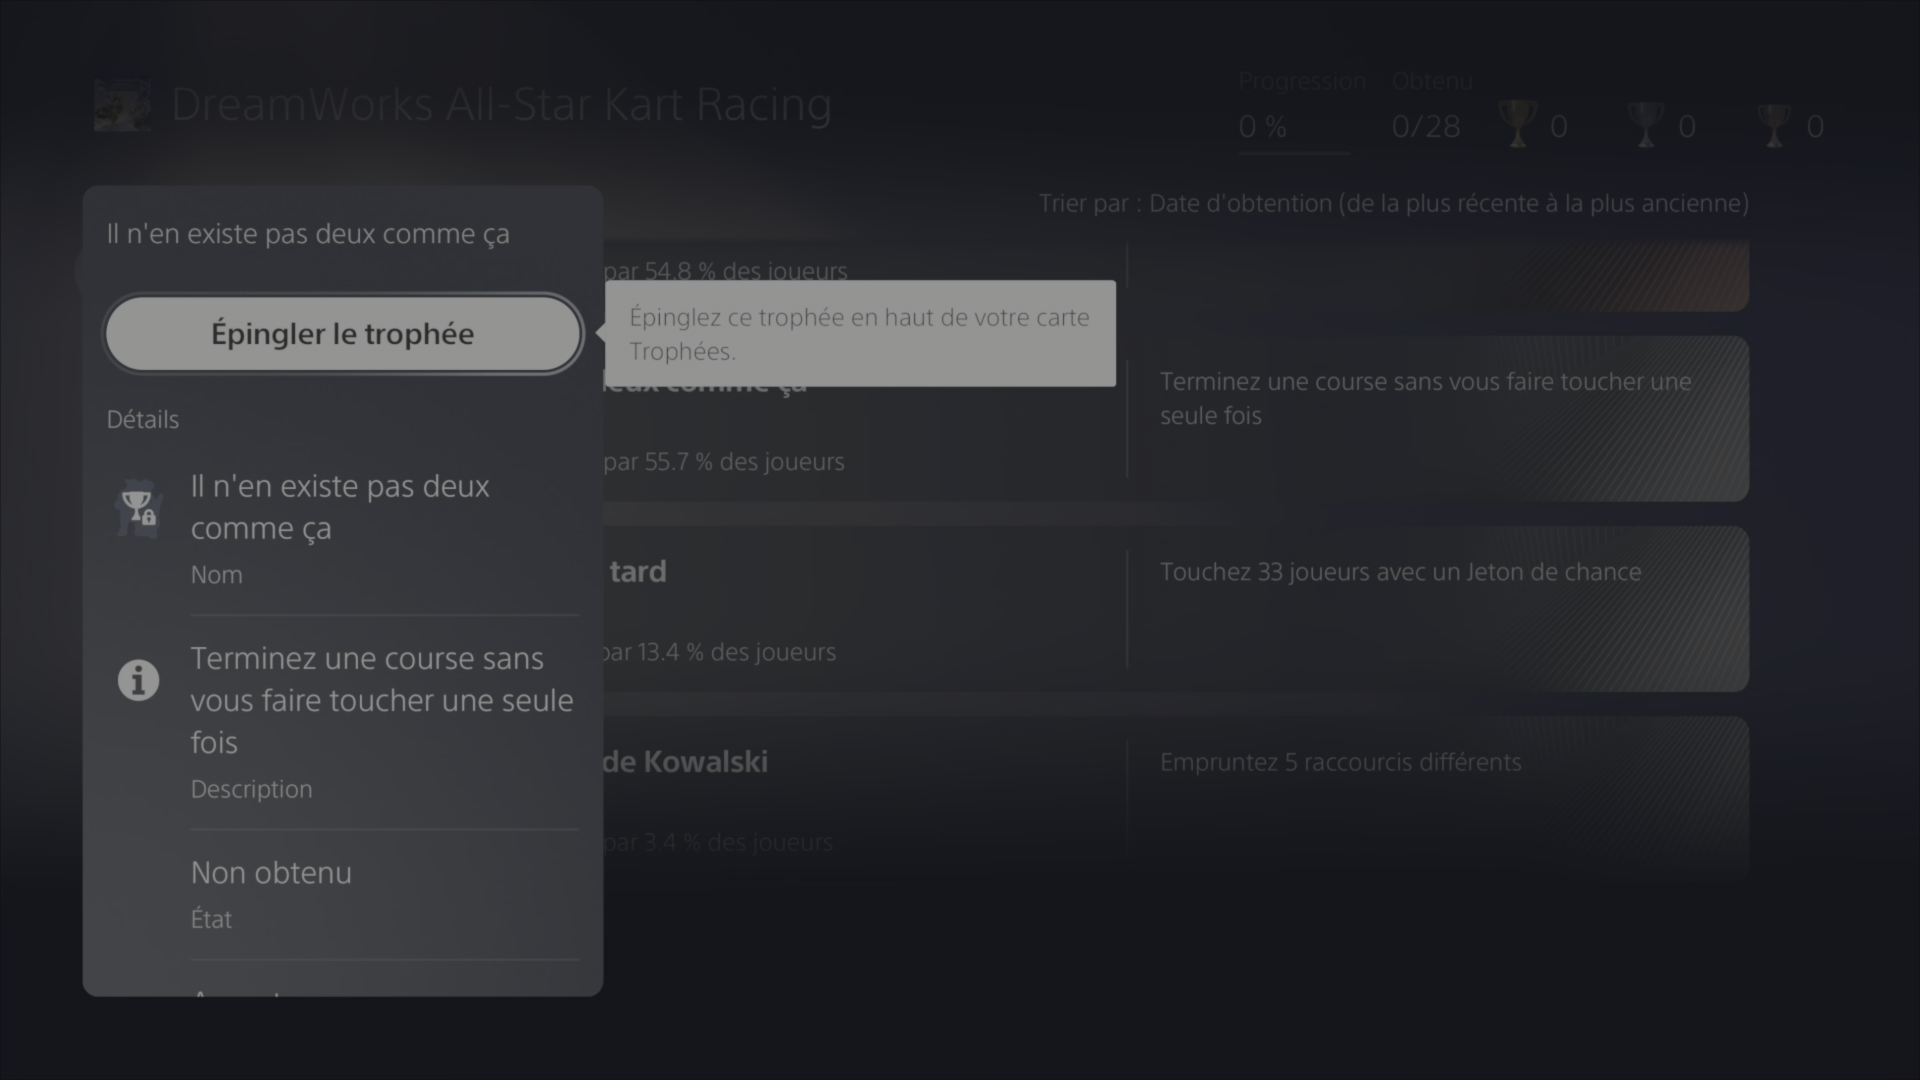 DreamWorks All-Star Kart Racing
Progression
0 %
Obtenu
0/28
0
0
0
Trier par : Date d'obtention (de la plus récente à la plus ancienne)
Il n'en existe pas deux comme ça
Épingler le trophée
Épinglez ce trophée en haut de votre carte
Trophées.
Détails
Il n'en existe pas deux
comme ça
Nom
Terminez une course sans
vous faire toucher une seule
fois
Description
Non obtenu
État
par 54.8 % des joueurs
deux comme ça
par 55.7 % des joueurs
Terminez une course sans vous faire toucher une
seule fois
tard
par 13.4 % des joueurs
Touchez 33 joueurs avec un Jeton de chance
de Kowalski
par 3.4 % des joueurs
Empruntez 5 raccourcis différents